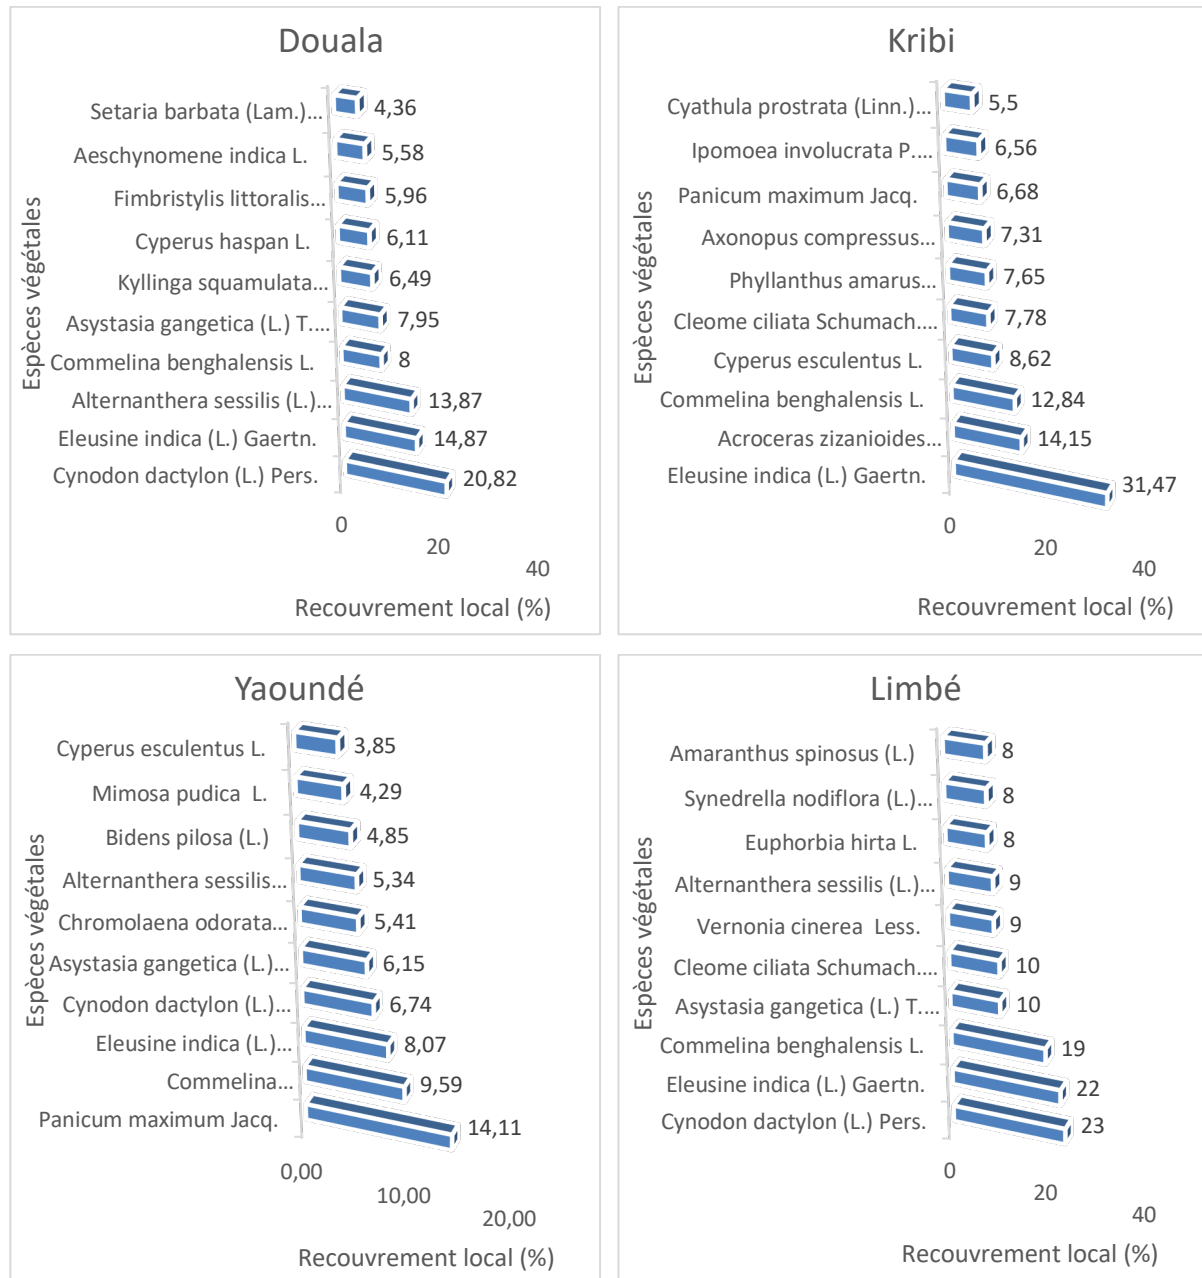 Douala
Espèces végétales
Setaria barbata (Lam.)... 4,36
Aeschynomene indica L. 5,58
Fimbristylis littoralis... 5,96
Cyperus haspan L. 6,11
Kyllinga squamulata... 6,49
Asystasia gangetica (L.) T.... 7,95
Commelina benghalensis L. 8
Alternanthera sessilis (L.)... 13,87
Eleusine indica (L.) Gaertn. 14,87
Cynodon dactylon (L.) Pers. 20,82
0
20
40
Recouvrement local (%)
Kribi
Espèces végétales
Cyathula prostrata (Linn.)... 5,5
Ipomoea involucrata P.... 6,56
Panicum maximum Jacq. 6,68
Axonopus compressus... 7,31
Phyllanthus amarus... 7,65
Cleome ciliata Schumach.... 7,78
Cyperus esculentus L. 8,62
Commelina benghalensis L. 12,84
Acroceras zizanioides... 14,15
Eleusine indica (L.) Gaertn. 31,47
0
20
40
Recouvrement local (%)
Yaoundé
Espèces végétales
Cyperus esculentus L. 3,85
Mimosa pudica L. 4,29
Bidens pilosa (L.) 4,85
Alternanthera sessilis... 5,34
Chromolaena odorata... 5,41
Asystasia gangetica (L.)... 6,15
Cynodon dactylon (L.)... 6,74
Eleusine indica (L.)... 8,07
Commelina... 9,59
Panicum maximum Jacq. 14,11
0,00
10,00
20,00
Recouvrement local (%)
Limbé
Espèces végétales
Amaranthus spinosus (L.) 8
Synedrella nodiflora (L.)... 8
Euphorbia hirta L. 8
Alternanthera sessilis (L.)... 9
Vernonia cinerea Less. 9
Cleome ciliata Schumach.... 10
Asystasia gangetica (L.) T.... 10
Commelina benghalensis L. 19
Eleusine indica (L.) Gaertn. 22
Cynodon dactylon (L.) Pers. 23
0
20
40
Recouvrement local (%)